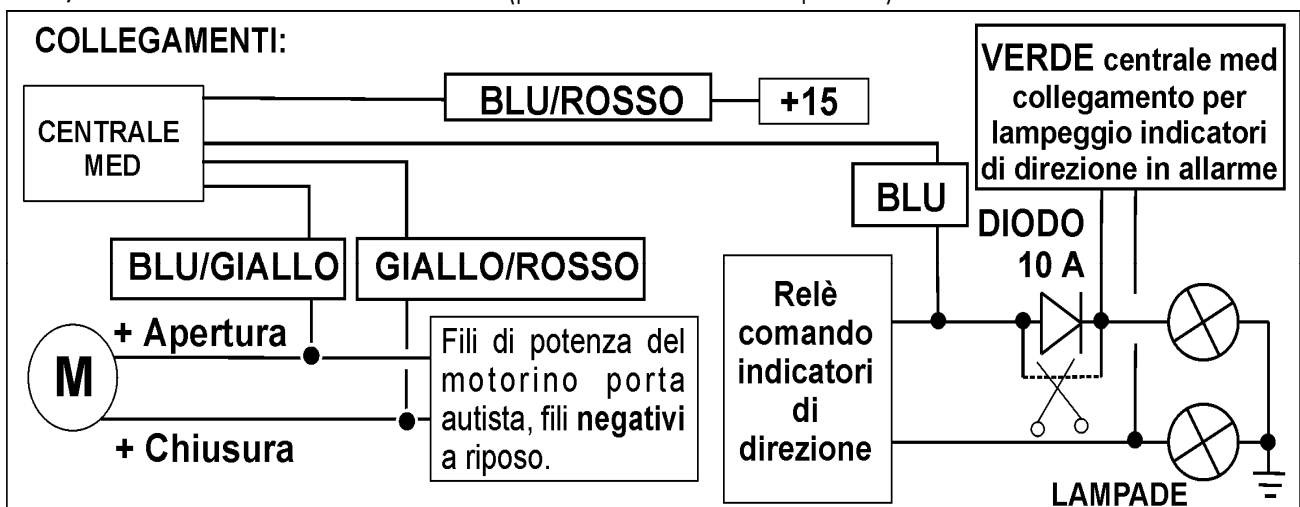 COLLEGAMENTI:
CENTRALE
MED
BLU/ROSSO
+15
VERDE centrale med
collegamento per
lampeggio indicatori
di direzione in allarme
BLU
DIODO
10 A
BLU/GIALLO
GIALLO/ROSSO
+ Apertura
M
+ Chiusura
Fili di potenza del
motorino porta
autista, fili negativi
a riposo.
Relè
comando
indicatori
di
direzione
LAMPADE